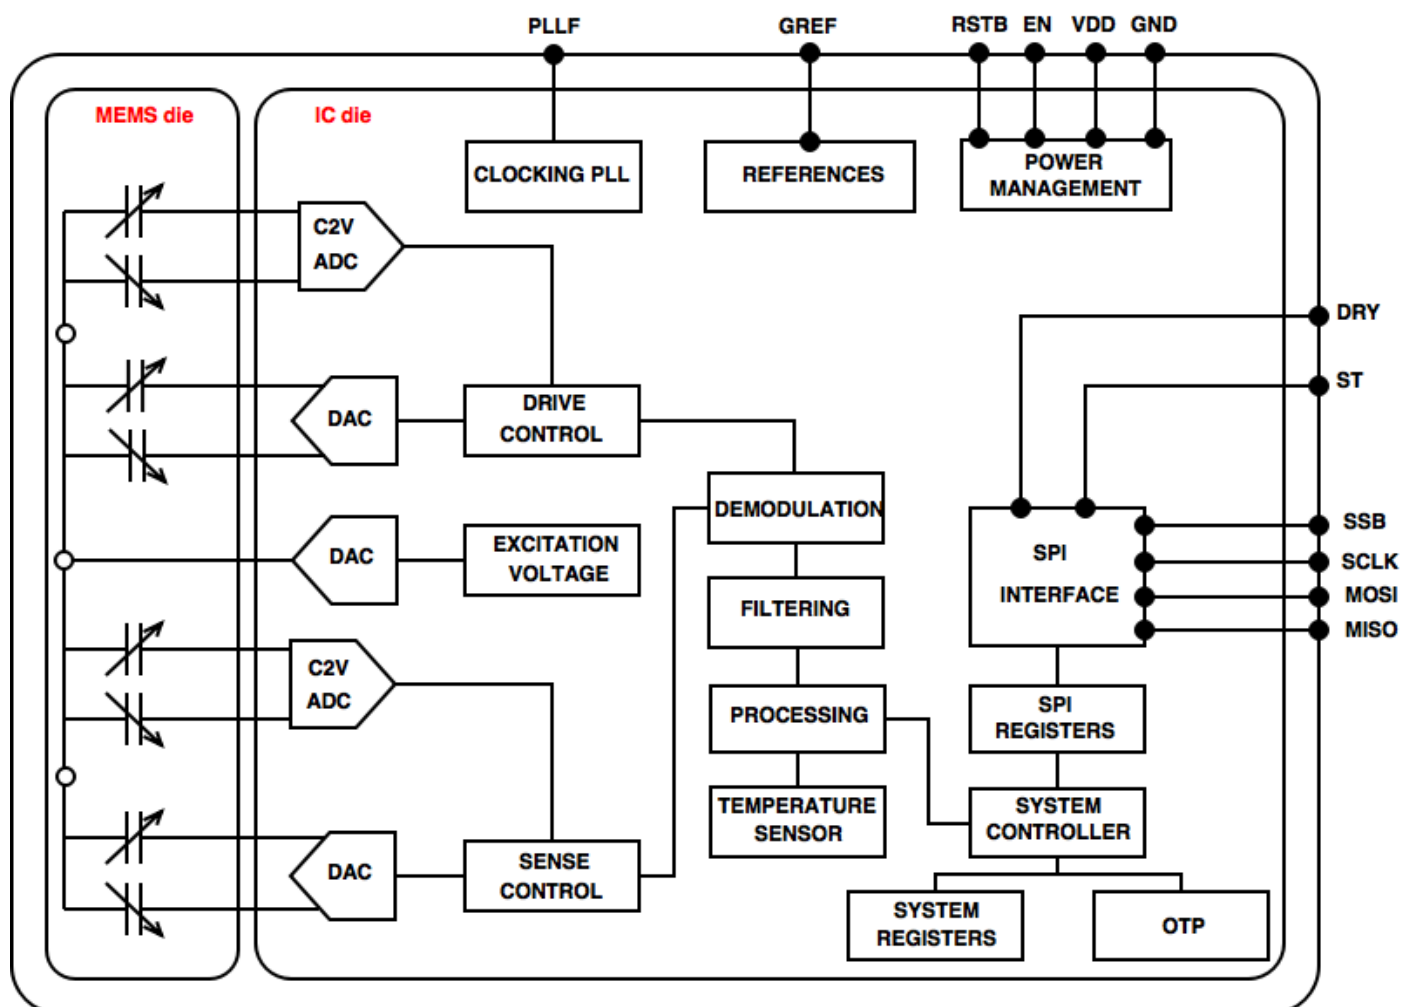 PLLF
GREF
RSTB EN VDD GND
MEMS die
IC die
CLOCKING PLL
REFERENCES
POWER
MANAGEMENT
C2V
ADC
DRY
ST
DAC
DRIVE
CONTROL
DEMODULATION
DAC
EXCITATION
VOLTAGE
SPI
INTERFACE
SSB
SCLK
MOSI
MISO
FILTERING
C2V
ADC
PROCESSING
SPI
REGISTERS
TEMPERATURE
SENSOR
SYSTEM
CONTROLLER
DAC
SENSE
CONTROL
SYSTEM
REGISTERS
OTP